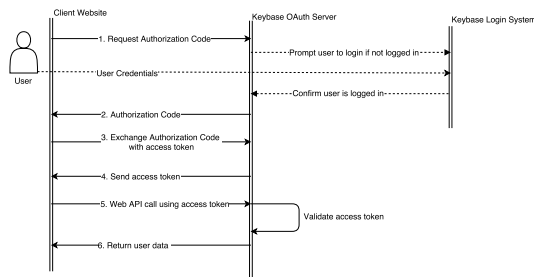 Client Website
Keybase OAuth Server
Keybase Login System
1. Request Authorization Code
Prompt user to login if not logged in
User Credentials
User
Confirm user is logged in
2. Authorization Code
3. Exchange Authorization Code
with access token
4. Send access token
5. Web API call using access token
Validate access token
6. Return user data